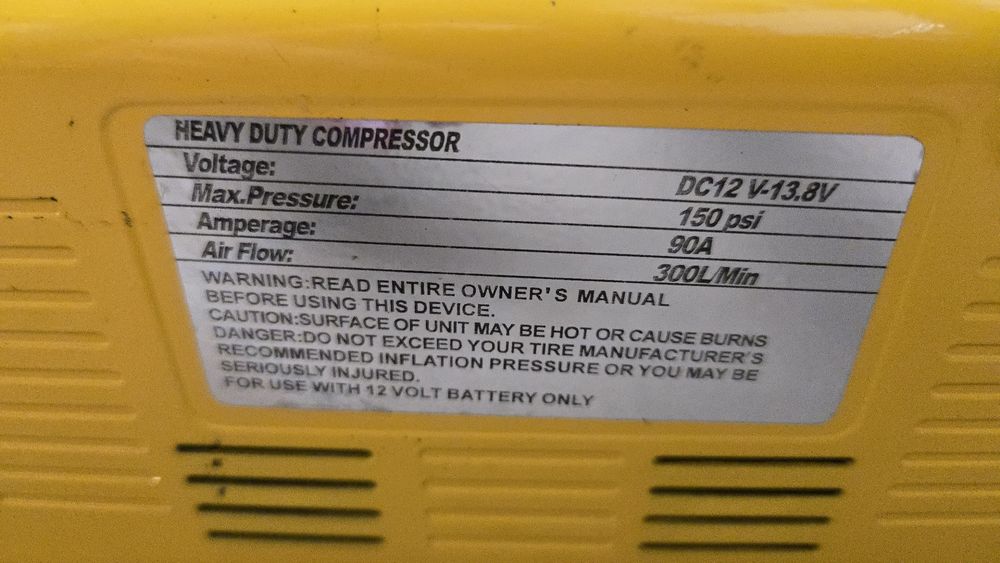 HEAVY DUTY COMPRESSOR
Voltage: DC12 V-13.8V
Max.Pressure: 150 psi
Amperage: 90A
Air Flow: 300L/Min
WARNING:READ ENTIRE OWNER'S MANUAL
BEFORE USING THIS DEVICE.
CAUTION:SURFACE OF UNIT MAY BE HOT OR CAUSE BURNS
DANGER:DO NOT EXCEED YOUR TIRE MANUFACTURER'S
RECOMMENDED INFLATION PRESSURE OR YOU MAY BE
SERIOUSLY INJURED.
FOR USE WITH 12 VOLT BATTERY ONLY